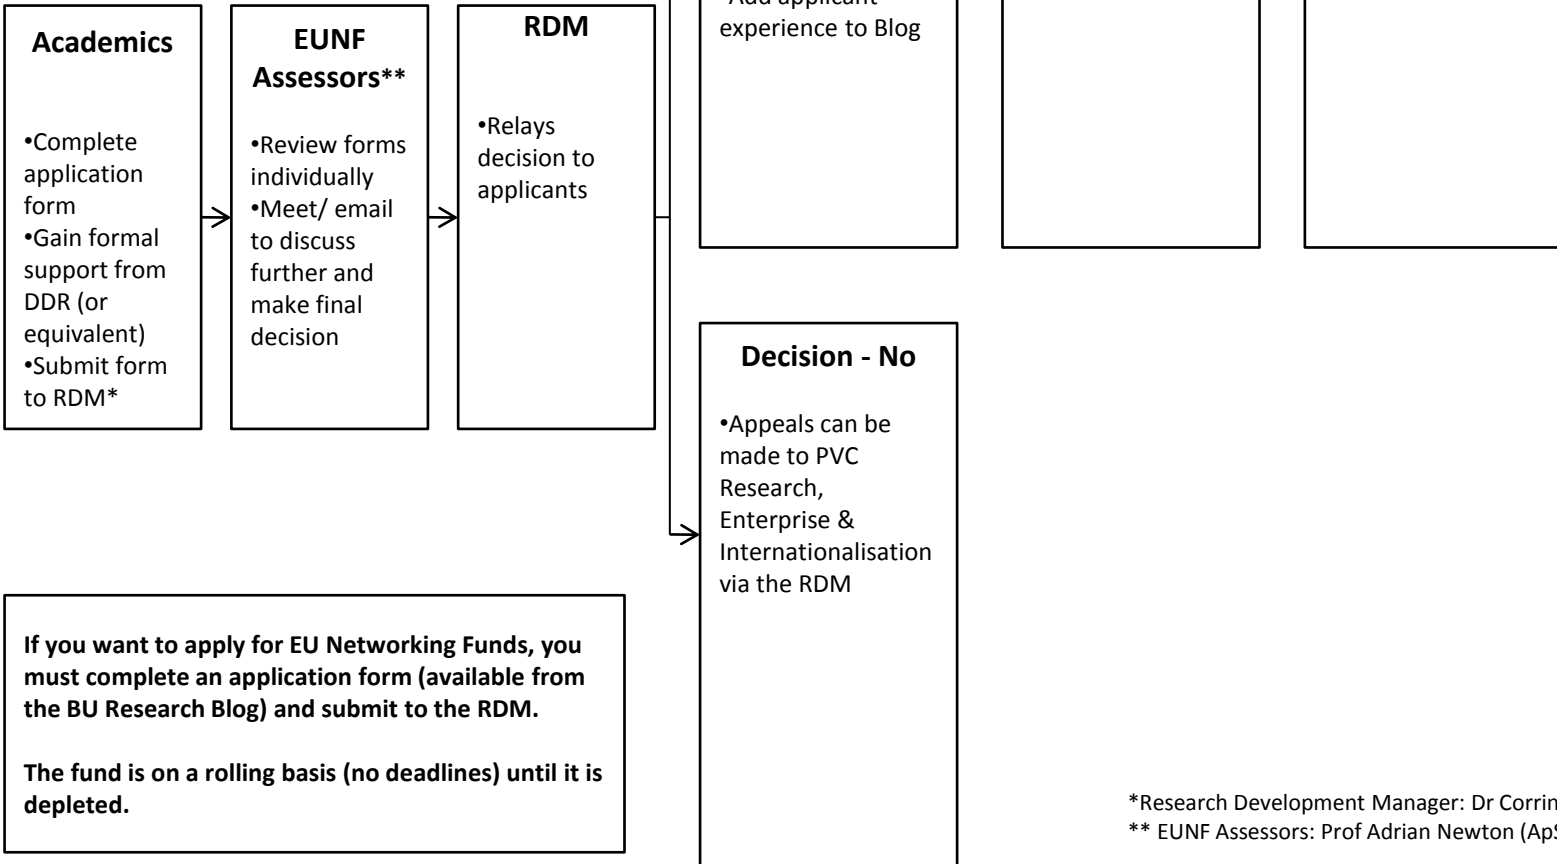 Academics
•Complete
application
form
•Gain formal
support from
DDR (or
equivalent)
•Submit form
to RDM*
EUNF
Assessors**
•Review forms
individually
•Meet/ email
to discuss
further and
make final
decision
RDM
•Relays
decision to
applicants
experience to Blog
Decision - No
•Appeals can be
made to PVC
Research,
Enterprise &
Internationalisation
via the RDM
If you want to apply for EU Networking Funds, you
must complete an application form (available from
the BU Research Blog) and submit to the RDM.
The fund is on a rolling basis (no deadlines) until it is
depleted.
*Research Development Manager: Dr Corrin
** EUNF Assessors: Prof Adrian Newton (Ap